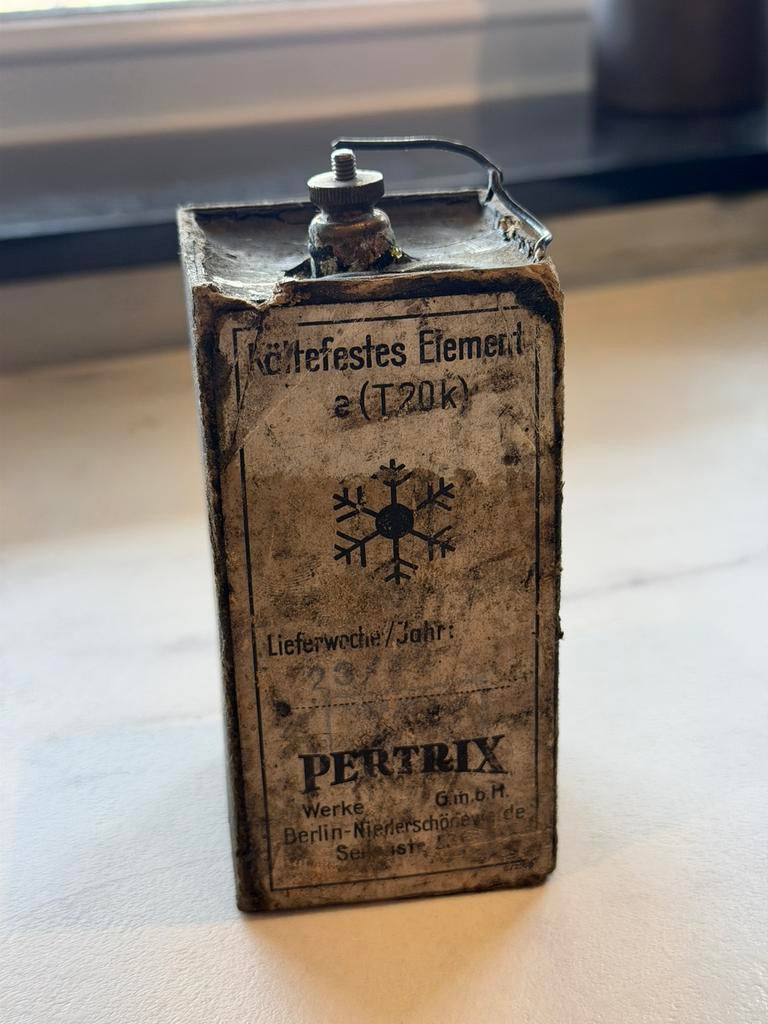 Kältefestes Element
a (T20k)
Lieferwoche/Jahr:
23/
PERTRIX
Werke G.m.b.H.
Berlin-Niederschöneweide